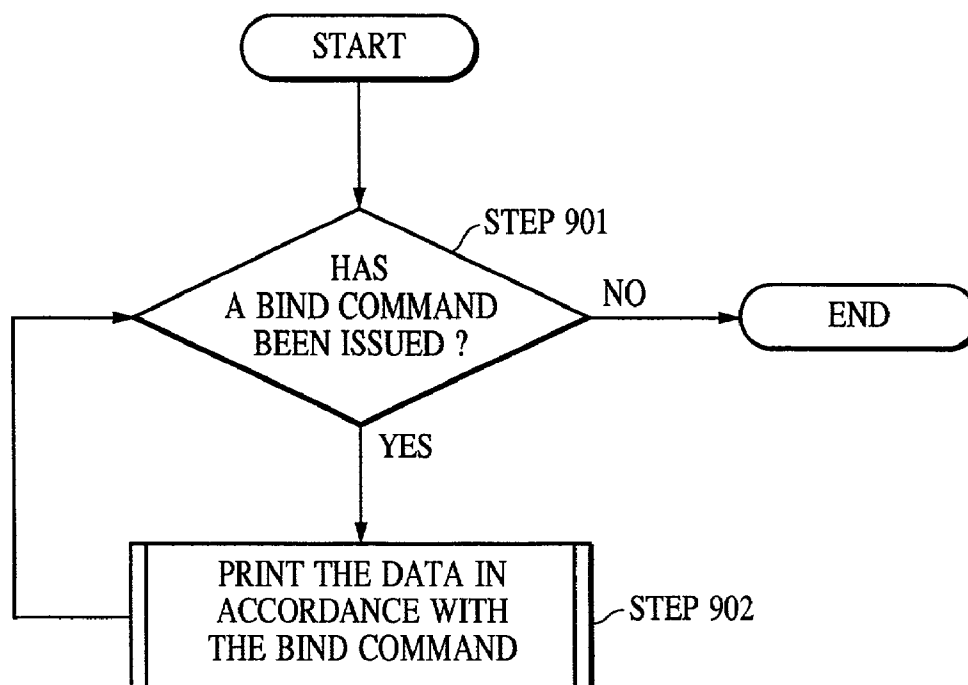 START
STEP 901
HAS
A BIND COMMAND
BEEN ISSUED ?
NO
END
YES
PRINT THE DATA IN
ACCORDANCE WITH
THE BIND COMMAND
STEP 902